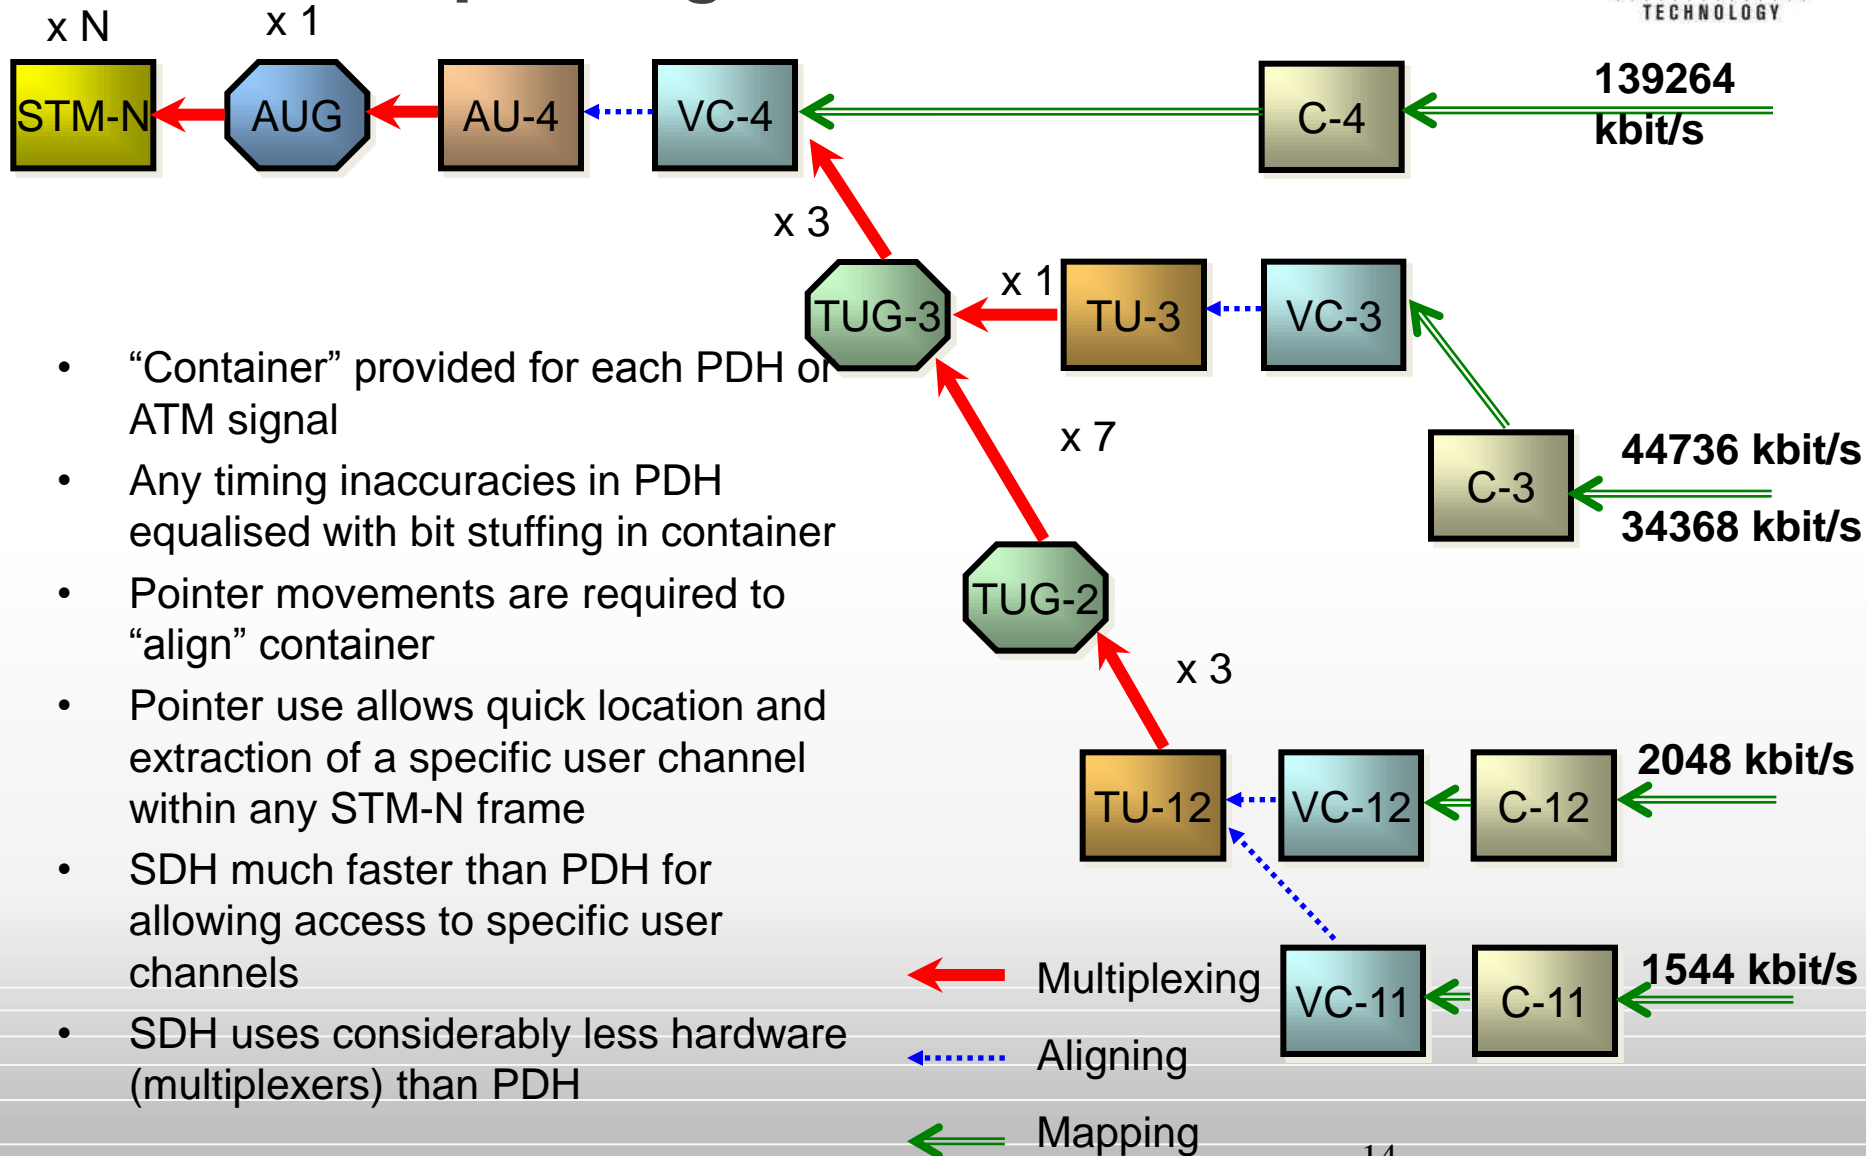 TECHNOLOGY
x N
x 1
STM-N
AUG
AU-4
VC-4
C-4
139264
kbit/s
x 3
TUG-3
x 1
TU-3
VC-3
x 7
C-3
44736 kbit/s
34368 kbit/s
TUG-2
x 3
TU-12
VC-12
C-12
2048 kbit/s
VC-11
C-11
1544 kbit/s
• “Container” provided for each PDH or
ATM signal
• Any timing inaccuracies in PDH
equalised with bit stuffing in container
• Pointer movements are required to
“align” container
• Pointer use allows quick location and
extraction of a specific user channel
within any STM-N frame
• SDH much faster than PDH for
allowing access to specific user
channels
• SDH uses considerably less hardware
(multiplexers) than PDH
Multiplexing
Aligning
Mapping
14